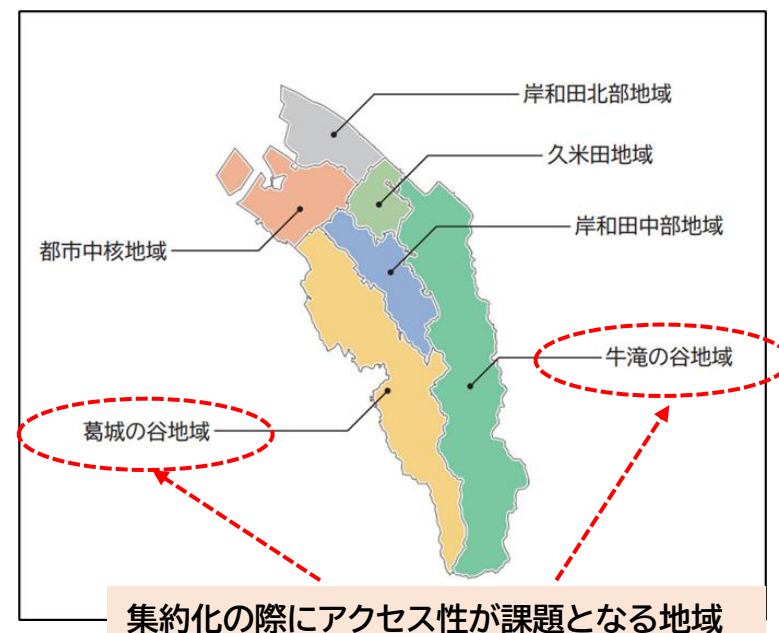 岸和田北部地域
久米田地域
岸和田中部地域
都市中核地域
牛滝の谷地域
葛城の谷地域
集約化の際にアクセス性が課題となる地域